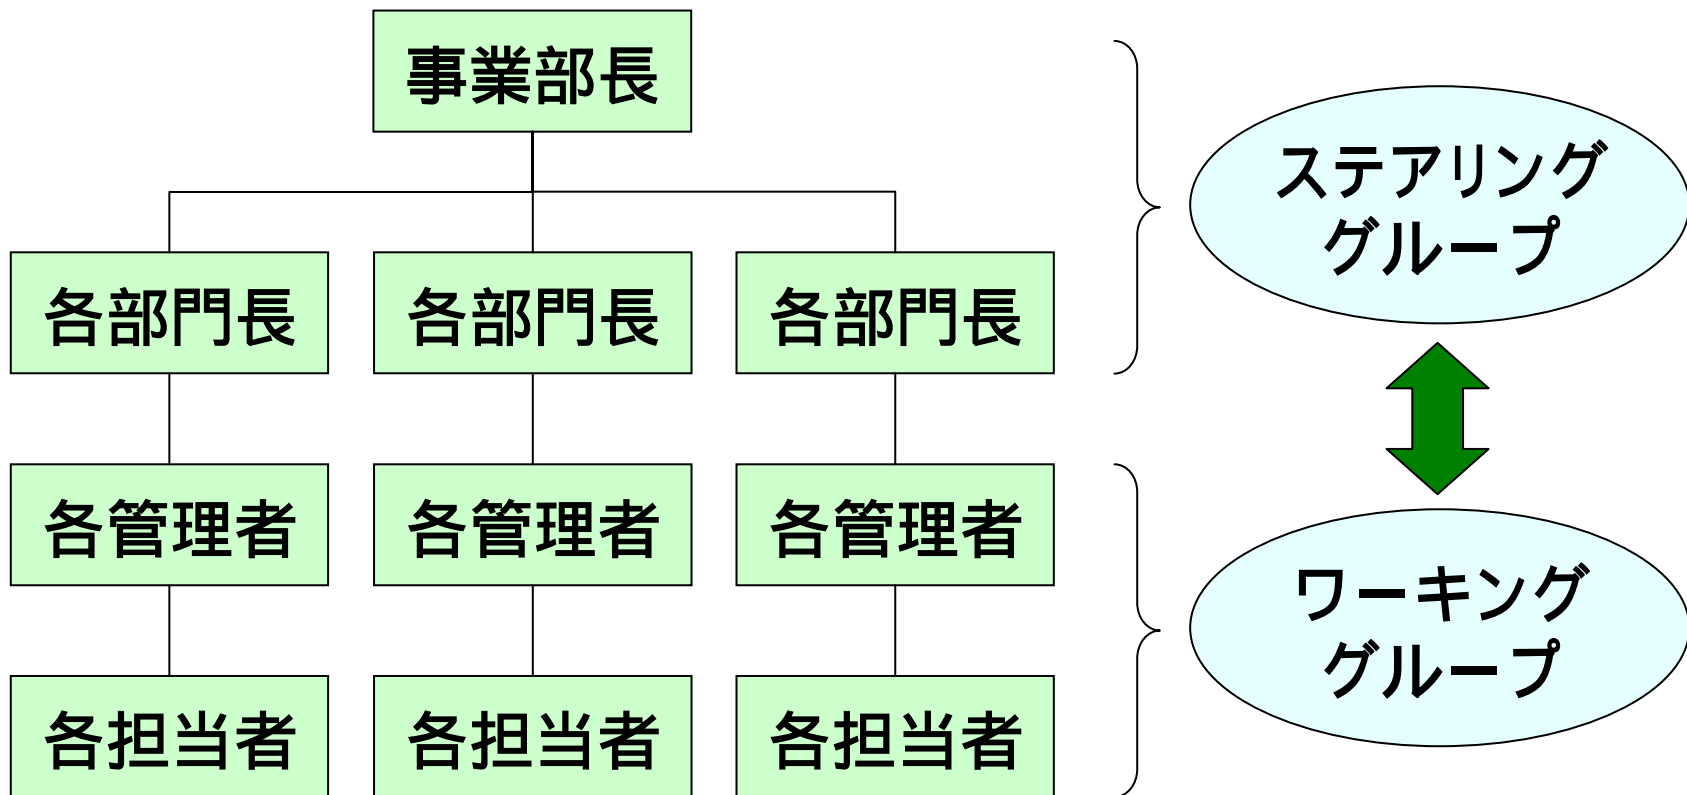 事業部長
ステアリング
グループ
各部門長
各部門長
各部門長
各管理者
各管理者
各管理者
ワーキング
グループ
各担当者
各担当者
各担当者